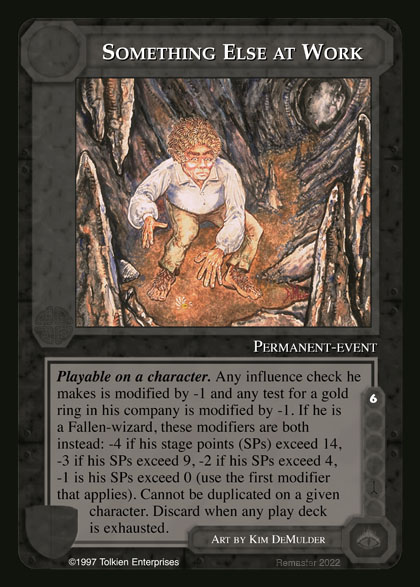 Something Else at Work
Permanent-event
Playable on a character. Any influence check he
makes is modified by -1 and any test for a gold
ring in his company is modified by -1. If he is
a Fallen-wizard, these modifiers are both
instead: -4 if his stage points (SPs) exceed 14,
-3 if his SPs exceed 9, -2 if his SPs exceed 4,
-1 is his SPs exceed 0 (use the first modifier
that applies). Cannot be duplicated on a given
character. Discard when any play deck
is exhausted.
6
Art by Kim DeMulder
©1997 Tolkien Enterprises
Remaster 2022